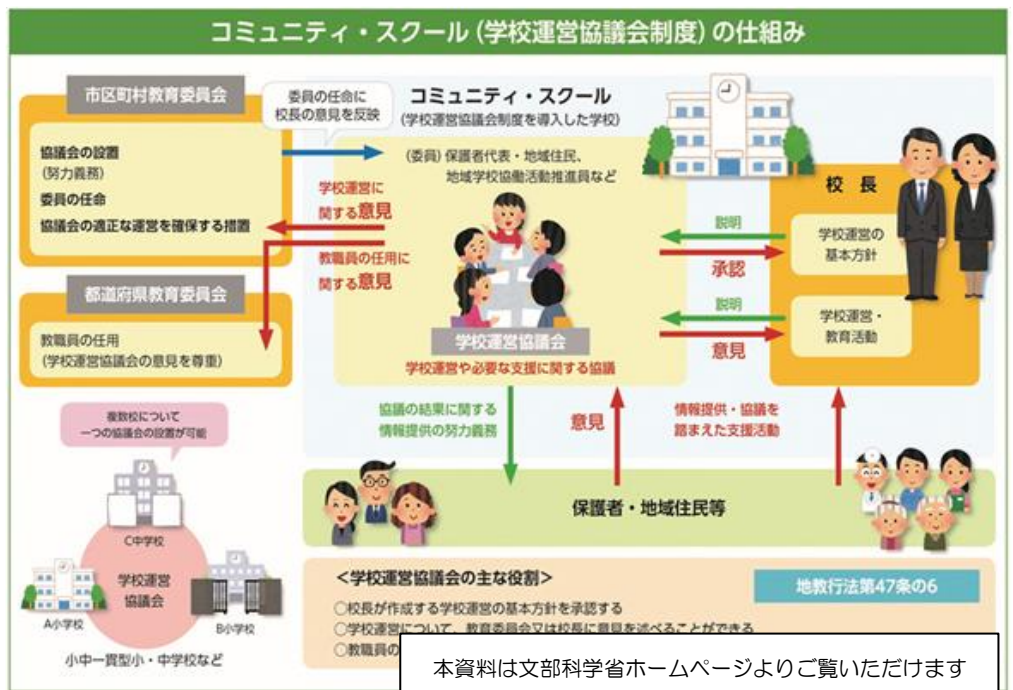 コミュニティ・スクール(学校運営協議会制度)の仕組み
市区町村教育委員会
協議会の設置
(努力義務)
委員の任命
協議会の適正な運営を確保する措置
委員の任命に
校長の意見を反映
コミュニティ・スクール
(学校運営協議会制度を導入した学校)
(委員)保護者代表・地域住民、
地域学校協働活動推進員など
学校運営に
関する意見
教職員の任用に
関する意見
都道府県教育委員会
教職員の任用
(学校運営協議会の意見を尊重)
学校運営協議会
学校運営や必要な支援に関する協議
説明
承認
説明
意見
校長
学校運営の
基本方針
学校運営・
教育活動
協議の結果に関する
情報提供の努力義務
意見
情報提供・協議を
踏まえた支援活動
保護者・地域住民等
複数校について
一つの協議会の設置が可能
C中学校
学校運営
協議会
A小学校
B小学校
小中一貫型小・中学校など
<学校運営協議会の主な役割>
地教行法第47条の6
○校長が作成する学校運営の基本方針を承認する
○学校運営について、教育委員会又は校長に意見を述べることができる
○教職員の
本資料は文部科学省ホームページよりご覧いただけます